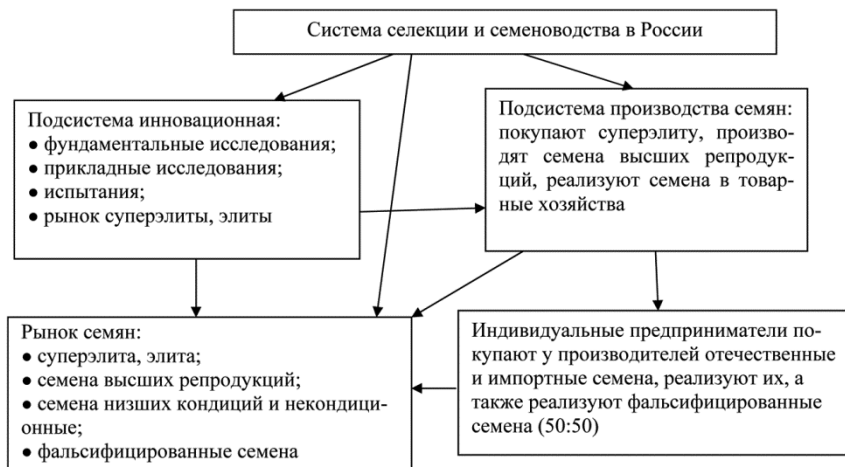 Система селекции и семеноводства в России
Подсистема инновационная:
● фундаментальные исследования;
● прикладные исследования;
● испытания;
● рынок суперэлиты, элиты
Подсистема производства семян:
покупают суперэлиту, произво-
дят семена высших репродук-
ций, реализуют семена в товар-
ные хозяйства
Рынок семян:
● суперэлита, элита;
● семена высших репродукций;
● семена низших кондиций и некондици-
онные;
● фальсифицированные семена
Индивидуальные предприниматели по-
купают у производителей отечественные
и импортные семена, реализуют их, а
также реализуют фальсифицированные
семена (50:50)